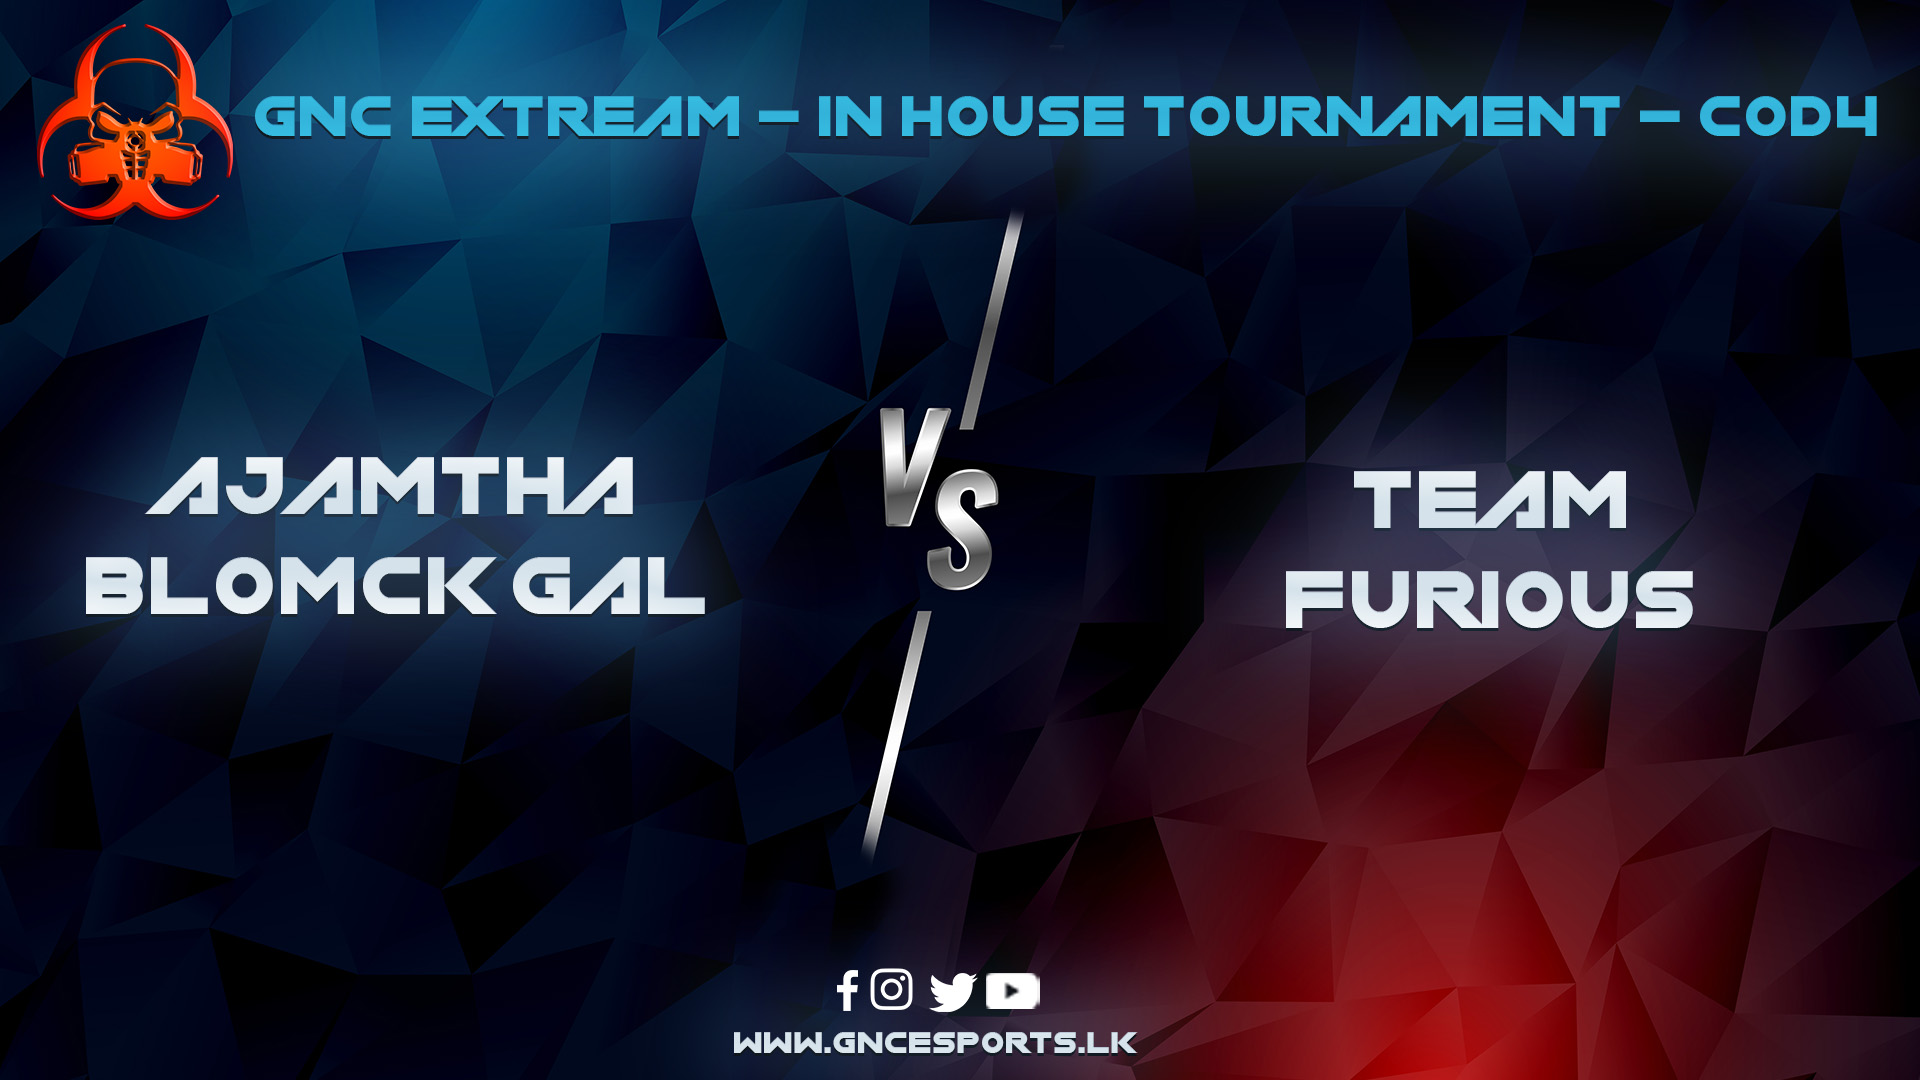 GNC EXTREAM – IN HOUSE TOURNAMENT – COD4
AJAMTHA
BLOMCK GAL
VS
TEAM
FURIOUS
WWW.GNCESPORTS.LK